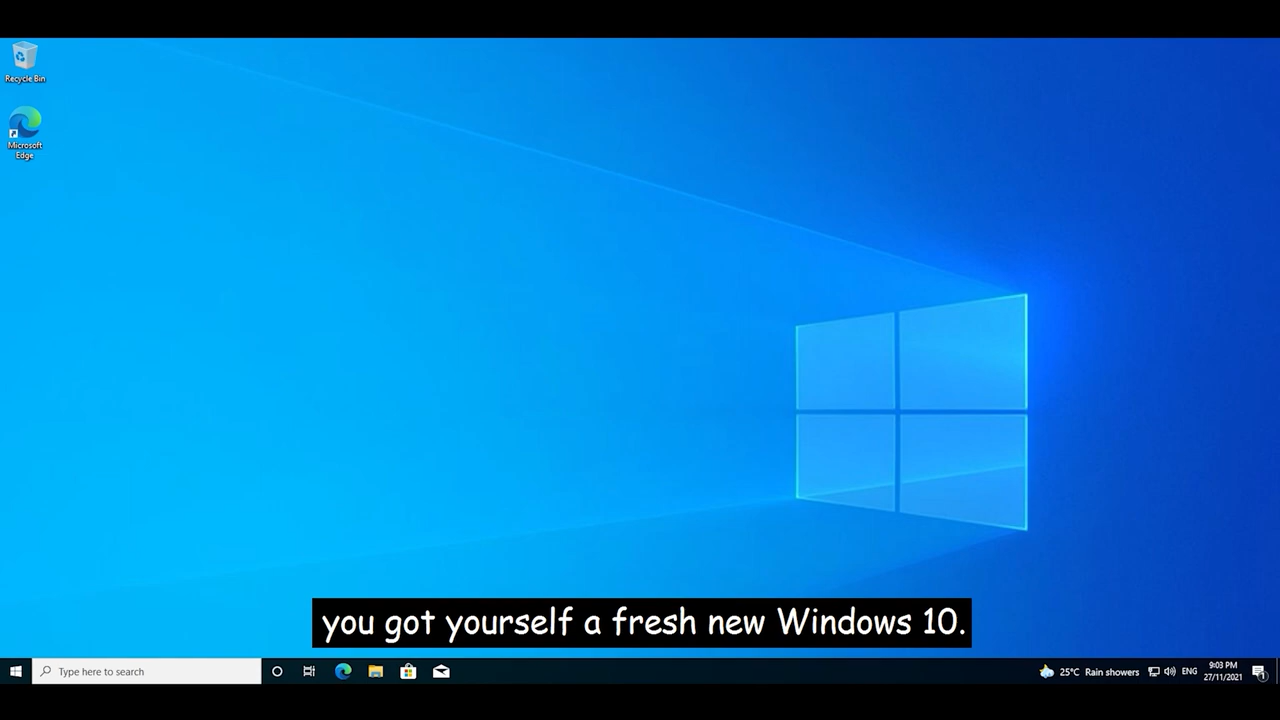 Recycle Bin
Microsoft
Edge
you got yourself a fresh new Windows 10.
Type here to search
25°C Rain showers
ENG
9:03 PM
27/11/2021
1